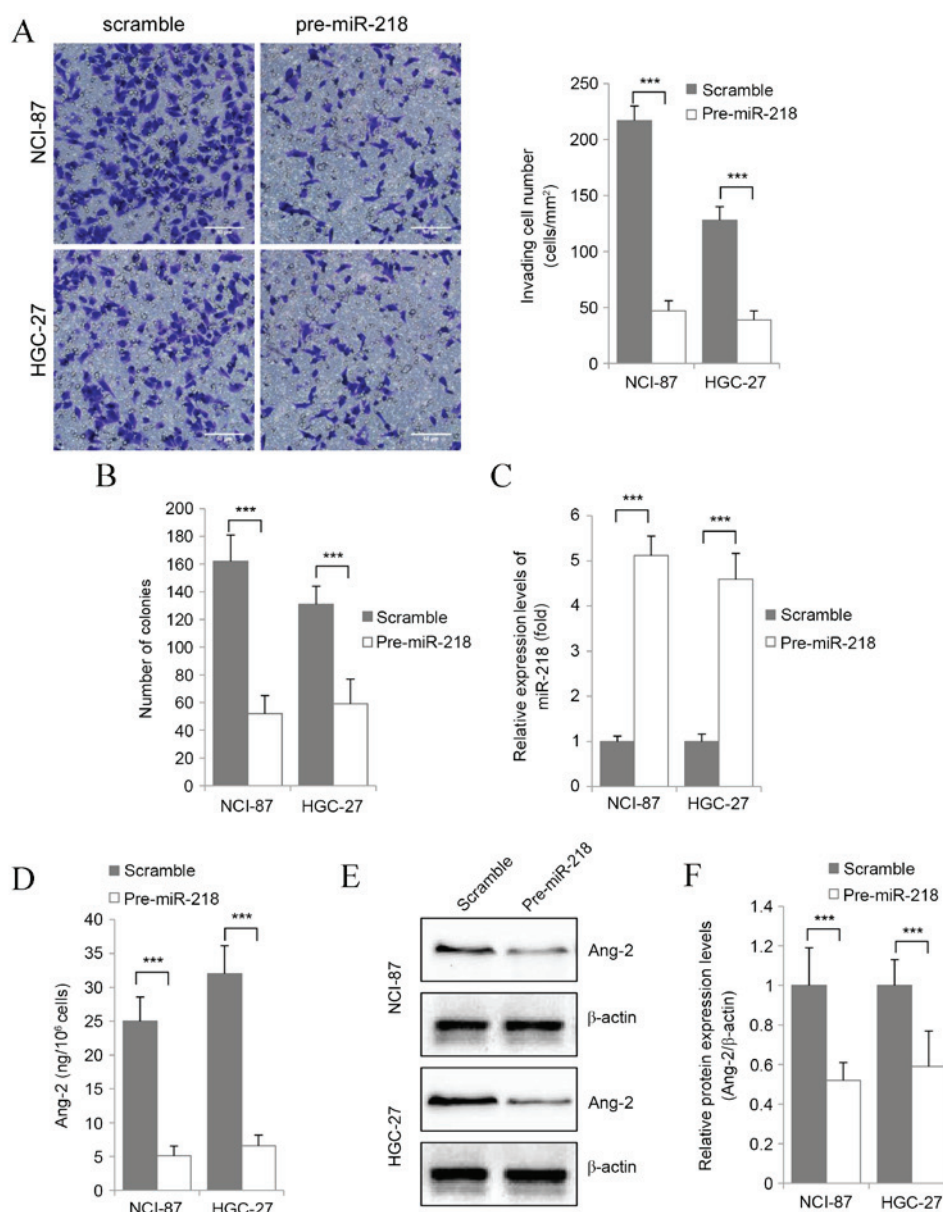 A
scramble
pre-miR-218
NCI-87
HGC-27
Invading cell number
(cells/mm²)
250
200
150
100
50
0
***
***
Scramble
Pre-miR-218
NCI-87
HGC-27
B
Number of colonies
200
180
160
140
120
100
80
60
40
20
0
***
***
Scramble
Pre-miR-218
NCI-87
HGC-27
C
Relative expression levels of
miR-218 (fold)
6
5
4
3
2
1
0
***
***
Scramble
Pre-miR-218
NCI-87
HGC-27
D
Scramble
Pre-miR-218
Ang-2 (ng/10⁶ cells)
40
35
30
25
20
15
10
5
0
***
***
NCI-87
HGC-27
E
Scramble
Pre-miR-218
NCI-87
Ang-2
β-actin
HGC-27
Ang-2
β-actin
F
Scramble
Pre-miR-218
Relative protein expression levels
(Ang-2/β-actin)
1.4
1.2
1
0.8
0.6
0.4
0.2
0
***
***
NCI-87
HGC-27